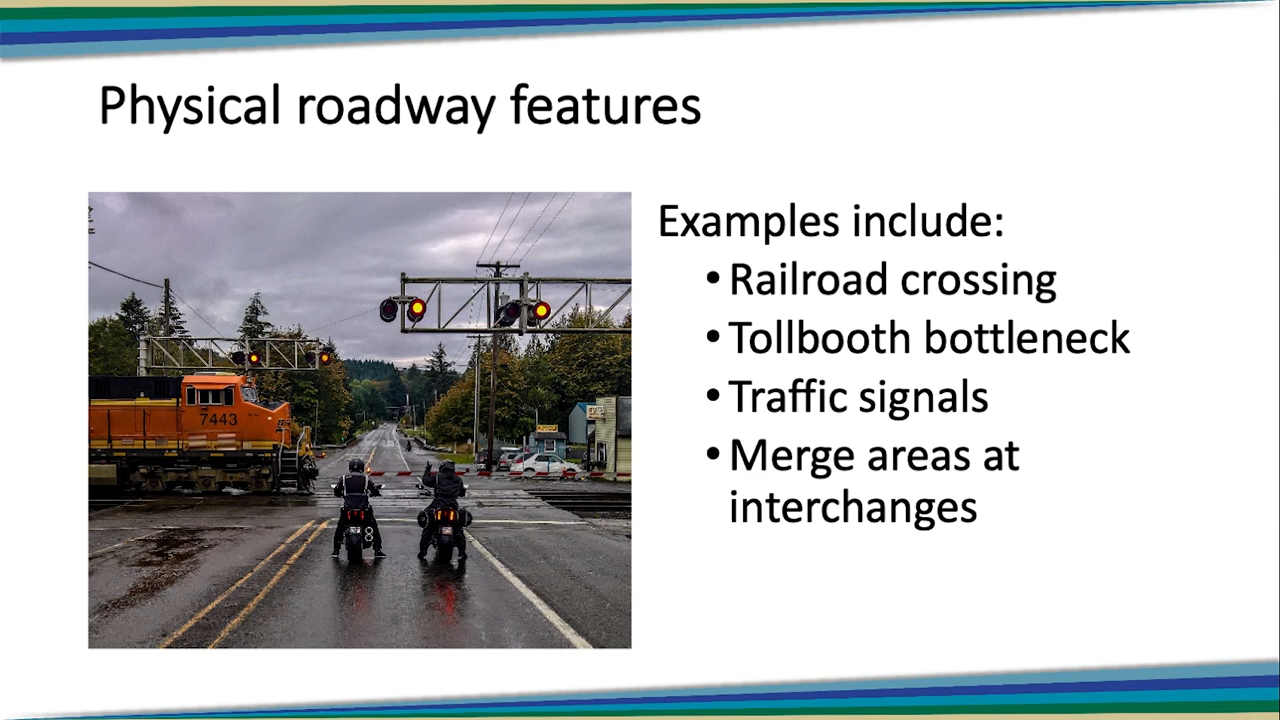 Physical roadway features
Examples include:
• Railroad crossing
• Tollbooth bottleneck
• Traffic signals
• Merge areas at
interchanges
7443